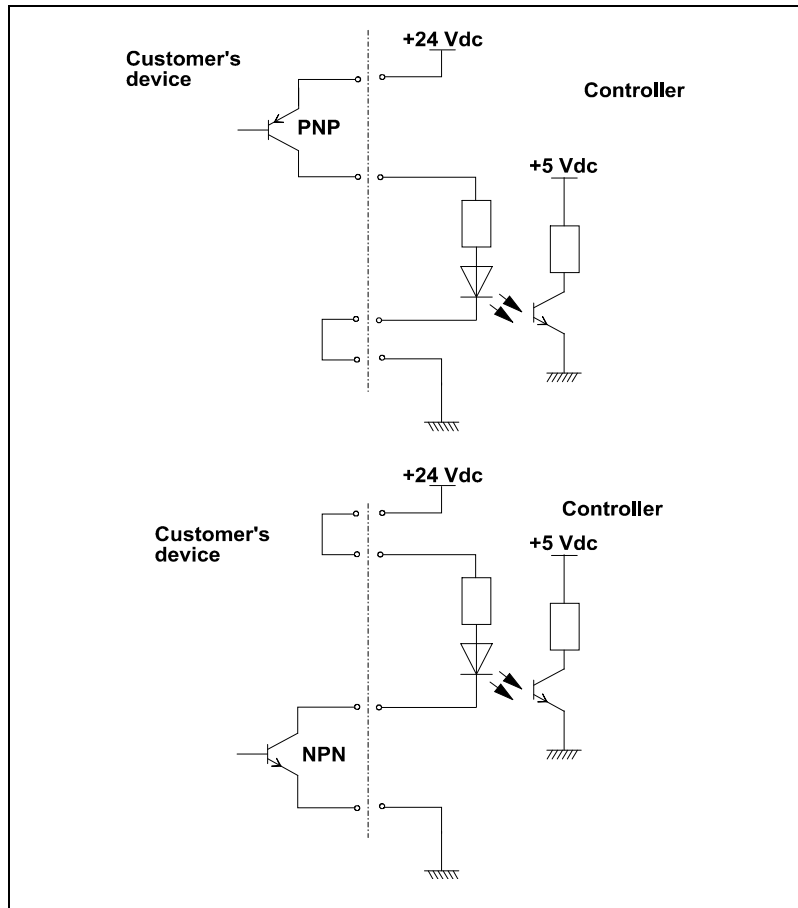 +24 Vdc
Customer's
device
Controller
PNP
+5 Vdc
+24 Vdc
Controller
Customer's
device
+5 Vdc
NPN